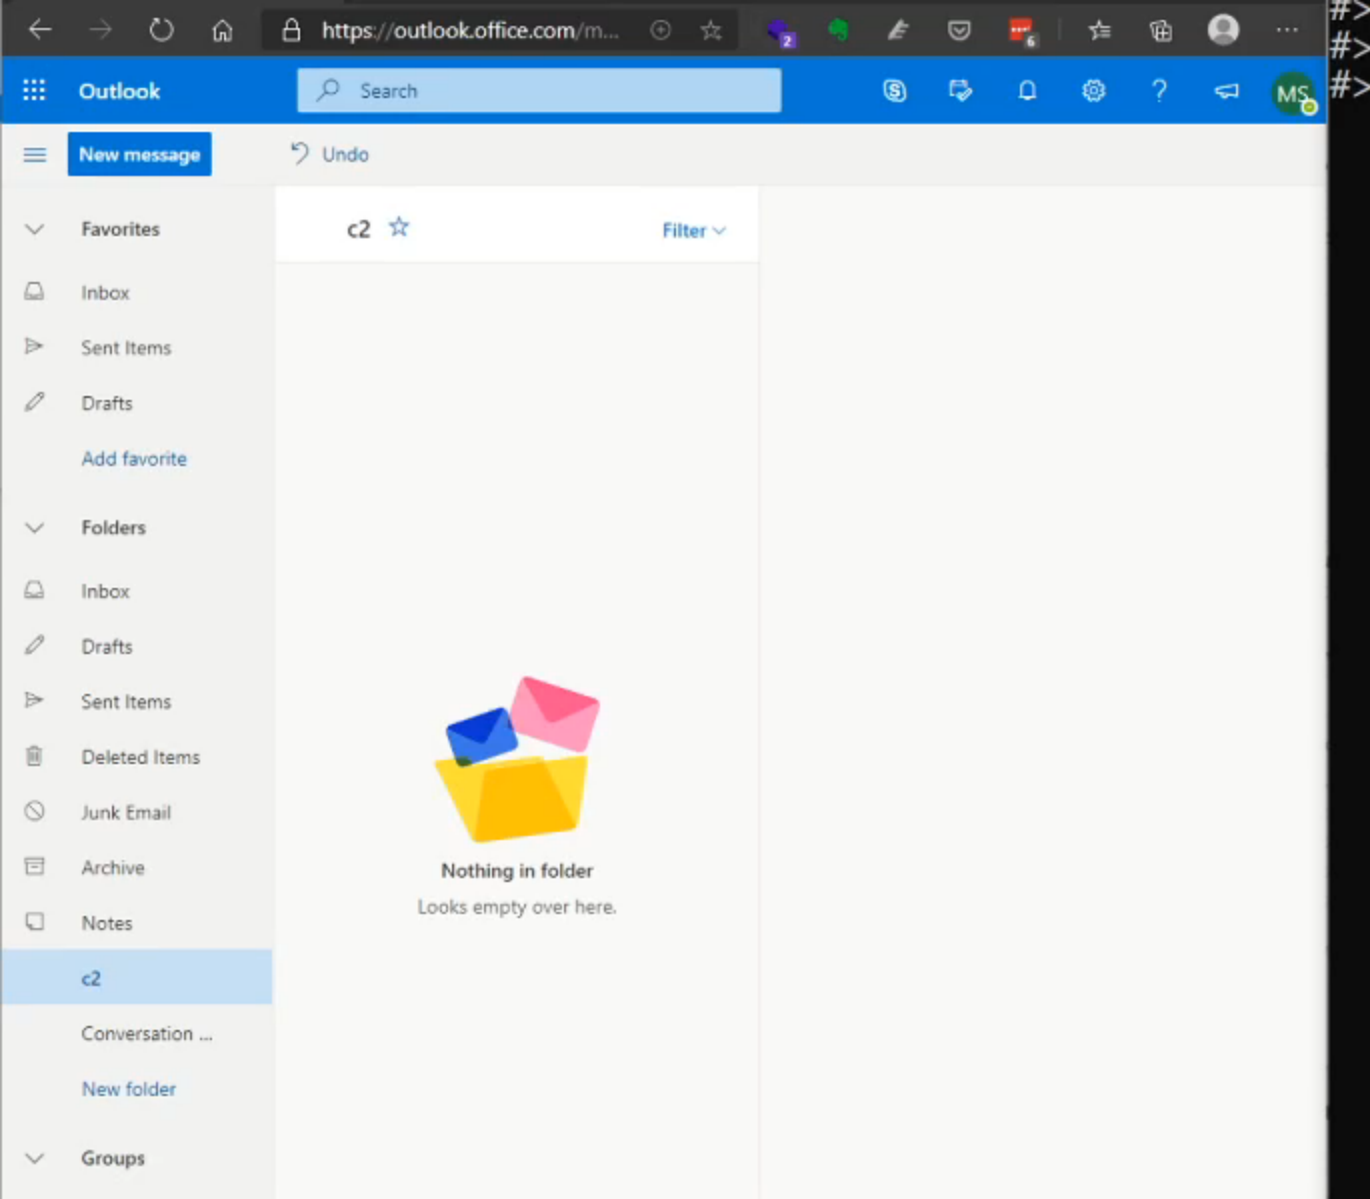 https://outlook.office.com/m...
2
6
#>
#>
#>
Outlook
Search
MS
New message
Undo
Favorites
Inbox
Sent Items
Drafts
Add favorite
Folders
Inbox
Drafts
Sent Items
Deleted Items
Junk Email
Archive
Notes
c2
Conversation ...
New folder
Groups
c2
Filter
Nothing in folder
Looks empty over here.